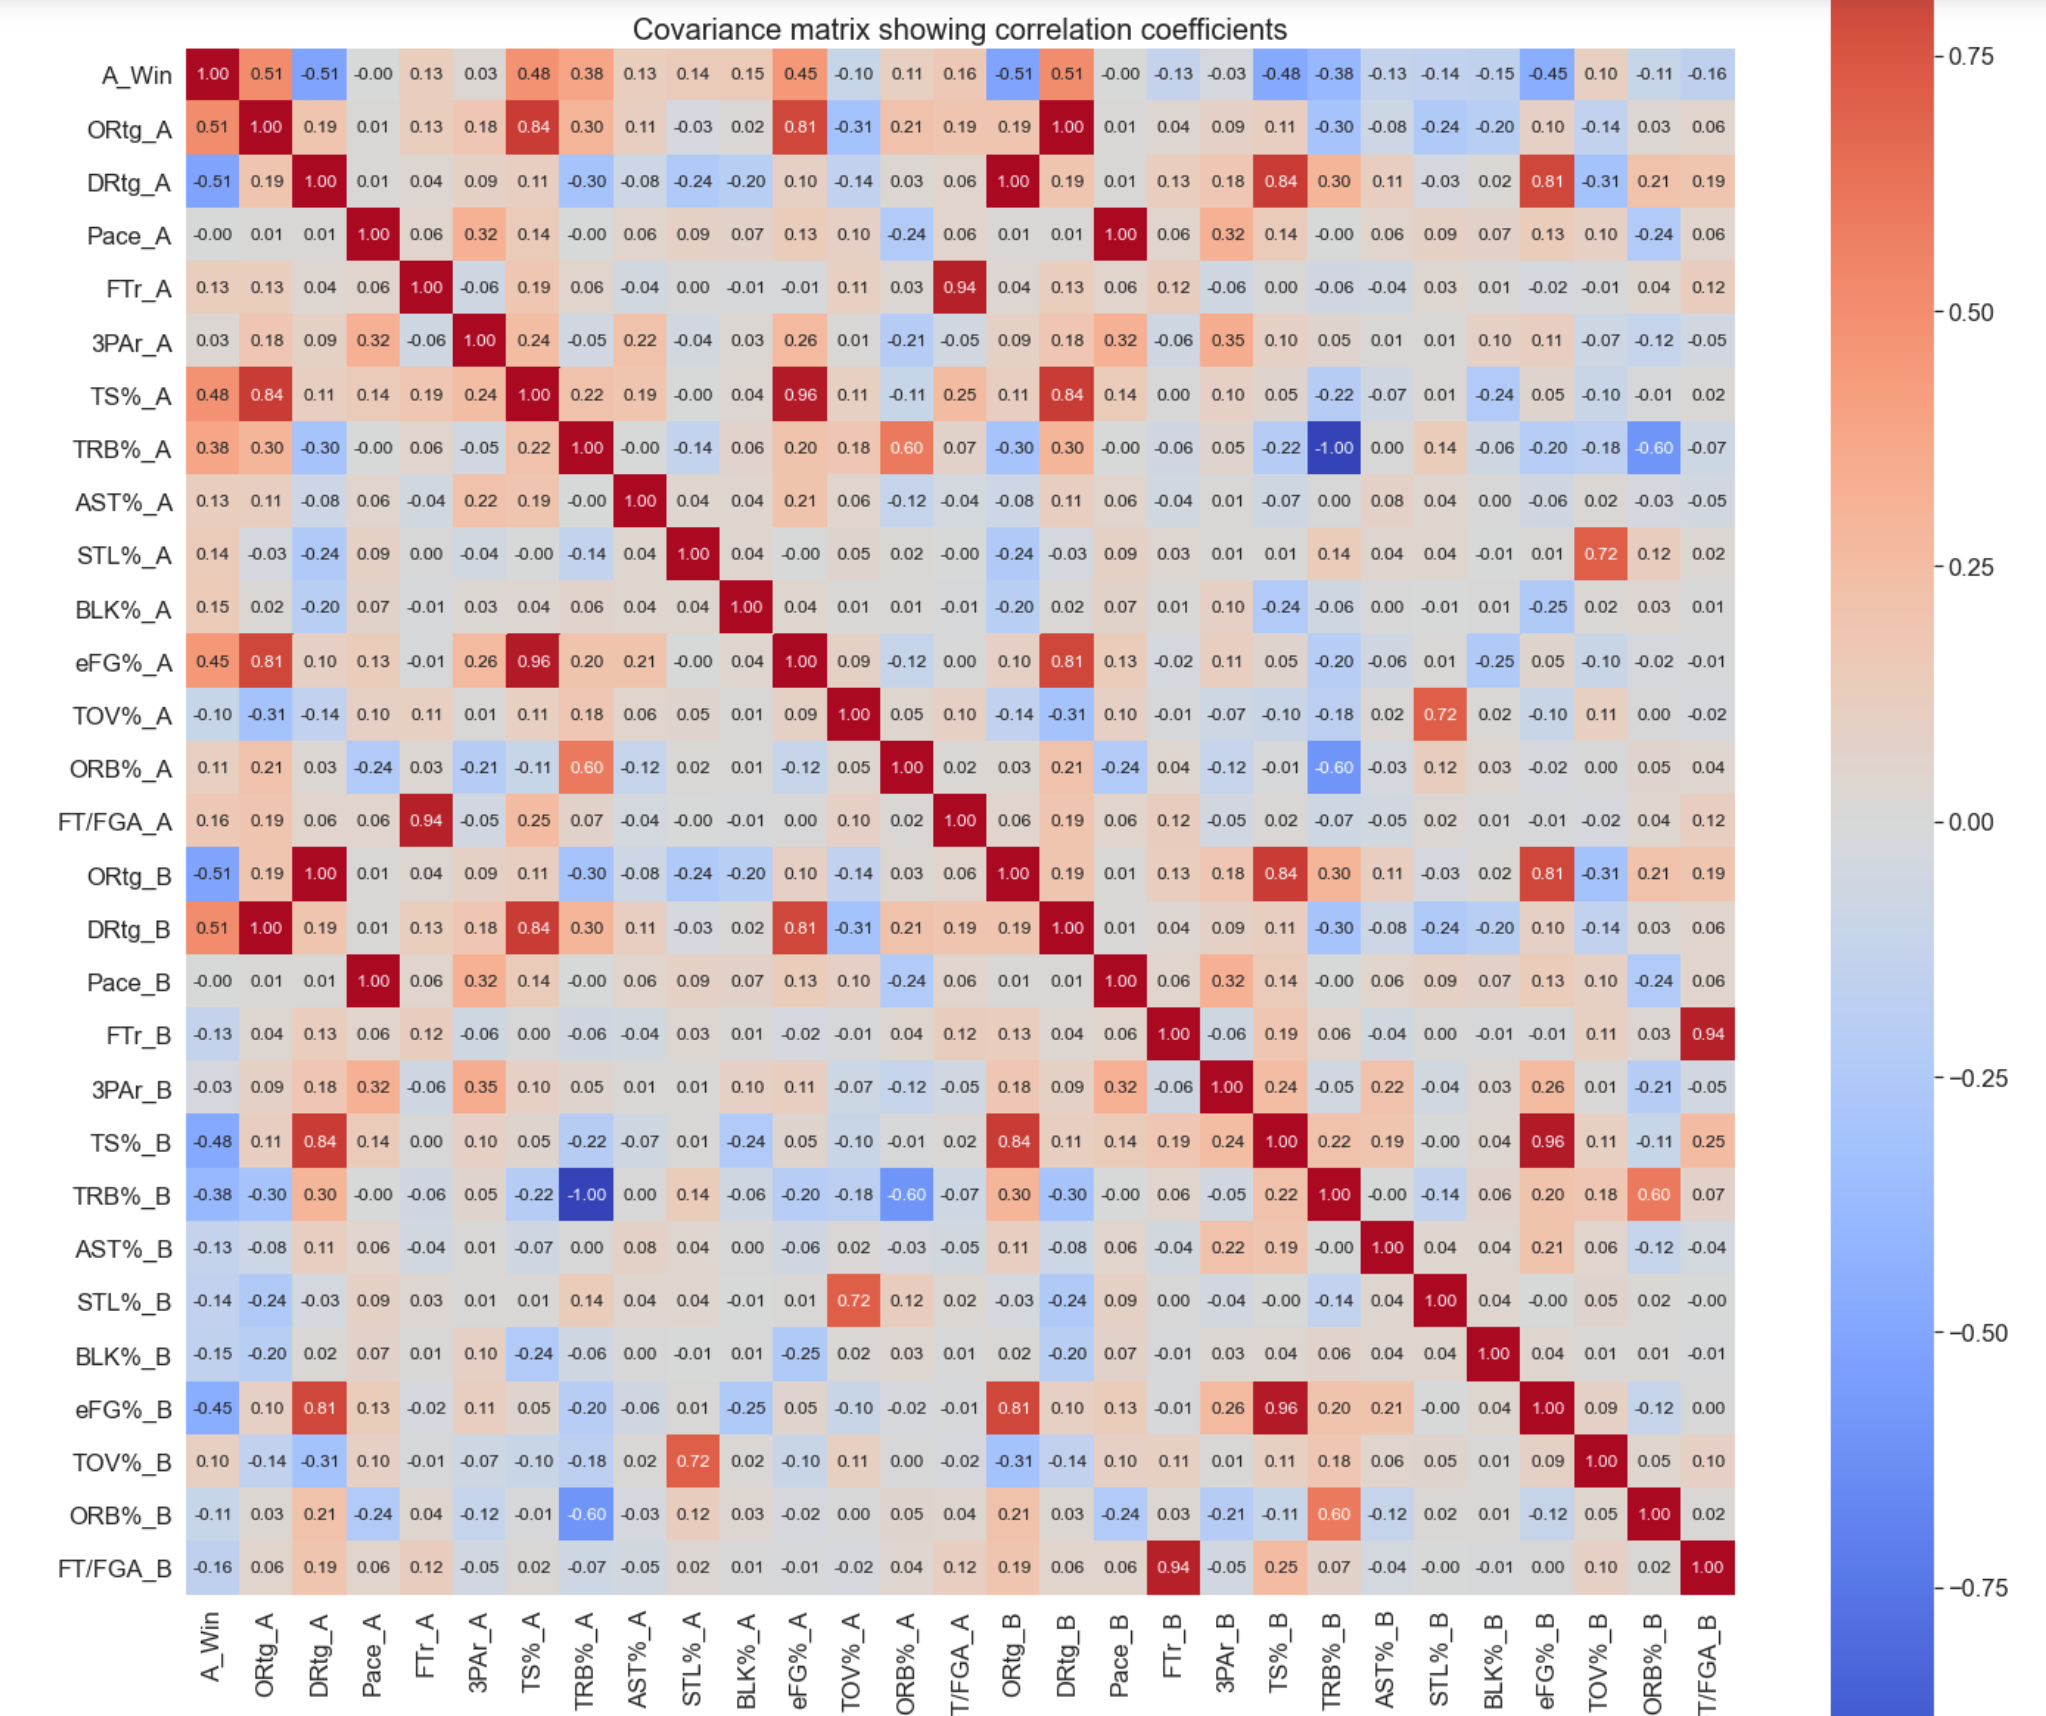 Covariance matrix showing correlation coefficients
A_Win 1.00 0.51 -0.51 -0.00 0.13 0.03 0.48 0.38 0.13 0.14 0.15 0.45 -0.10 0.11 0.16 -0.51 0.51 -0.00 -0.13 -0.03 -0.48 -0.38 -0.13 -0.14 -0.15 -0.45 0.10 -0.11 -0.16
ORtg_A 0.51 1.00 0.19 0.01 0.13 0.18 0.84 0.30 0.11 -0.03 0.02 0.81 -0.31 0.21 0.19 0.19 1.00 0.01 0.04 0.09 0.11 -0.30 -0.08 -0.24 -0.20 0.10 -0.14 0.03 0.06
DRtg_A -0.51 0.19 1.00 0.01 0.04 0.09 0.11 -0.30 -0.08 -0.24 -0.20 0.10 -0.14 0.03 0.06 1.00 0.19 0.01 0.13 0.18 0.84 0.30 0.11 -0.03 0.02 0.81 -0.31 0.21 0.19
Pace_A -0.00 0.01 0.01 1.00 0.06 0.32 0.14 -0.00 0.06 0.09 0.07 0.13 0.10 -0.24 0.06 0.01 0.01 1.00 0.06 0.32 0.14 -0.00 0.06 0.09 0.07 0.13 0.10 -0.24 0.06
FTr_A 0.13 0.13 0.04 0.06 1.00 -0.06 0.19 0.06 -0.04 0.00 -0.01 -0.01 0.11 0.03 0.94 0.04 0.13 0.06 0.12 -0.06 0.00 -0.06 -0.04 0.03 0.01 -0.02 -0.01 0.04 0.12
3PAr_A 0.03 0.18 0.09 0.32 -0.06 1.00 0.24 -0.05 0.22 -0.04 0.03 0.26 0.01 -0.21 -0.05 0.09 0.18 0.32 -0.06 0.35 0.10 0.05 0.01 0.01 0.10 0.11 -0.07 -0.12 -0.05
TS%_A 0.48 0.84 0.11 0.14 0.19 0.24 1.00 0.22 0.19 -0.00 0.04 0.96 0.11 -0.11 0.25 0.11 0.84 0.14 0.00 0.10 0.05 -0.22 -0.07 0.01 -0.24 0.05 -0.10 -0.01 0.02
TRB%_A 0.38 0.30 -0.30 -0.00 0.06 -0.05 0.22 1.00 -0.00 -0.14 0.06 0.20 0.18 0.60 0.07 -0.30 0.30 -0.00 -0.06 0.05 -0.22 -1.00 0.00 0.14 -0.06 -0.20 -0.18 -0.60 -0.07
AST%_A 0.13 0.11 -0.08 0.06 -0.04 0.22 0.19 -0.00 1.00 0.04 0.04 0.21 0.06 -0.12 -0.04 -0.08 0.11 0.06 -0.04 0.01 -0.07 0.00 0.08 0.04 0.00 -0.06 0.02 -0.03 -0.05
STL%_A 0.14 -0.03 -0.24 0.09 0.00 -0.04 -0.00 -0.14 0.04 1.00 0.04 -0.00 0.05 0.02 -0.00 -0.24 -0.03 0.09 0.03 0.01 0.01 0.14 0.04 0.04 -0.01 0.01 0.72 0.12 0.02
BLK%_A 0.15 0.02 -0.20 0.07 -0.01 0.03 0.04 0.06 0.04 0.04 1.00 0.04 0.01 0.01 -0.01 -0.20 0.02 0.07 0.01 0.10 -0.24 -0.06 0.00 -0.01 0.01 -0.25 0.02 0.03 0.01
eFG%_A 0.45 0.81 0.10 0.13 -0.01 0.26 0.96 0.20 0.21 -0.00 0.04 1.00 0.09 -0.12 0.00 0.10 0.81 0.13 -0.02 0.11 0.05 -0.20 -0.06 0.01 -0.25 0.05 -0.10 -0.02 -0.01
TOV%_A -0.10 -0.31 -0.14 0.10 0.11 0.01 0.11 0.18 0.06 0.05 0.01 0.09 1.00 0.05 0.10 -0.14 -0.31 0.10 -0.01 -0.07 -0.10 -0.18 0.02 0.72 0.02 -0.10 0.11 0.00 -0.02
ORB%_A 0.11 0.21 0.03 -0.24 0.03 -0.21 -0.11 0.60 -0.12 0.02 0.01 -0.12 0.05 1.00 0.02 0.03 0.21 -0.24 0.04 -0.12 -0.01 -0.60 -0.03 0.12 0.03 -0.02 0.00 0.05 0.04
FT/FGA_A 0.16 0.19 0.06 0.06 0.94 -0.05 0.25 0.07 -0.04 -0.00 -0.01 0.00 0.10 0.02 1.00 0.06 0.19 0.06 0.12 -0.05 0.02 -0.07 -0.05 0.02 0.01 -0.01 -0.02 0.04 0.12
ORtg_B -0.51 0.19 1.00 0.01 0.04 0.09 0.11 -0.30 -0.08 -0.24 -0.20 0.10 -0.14 0.03 0.06 1.00 0.19 0.01 0.13 0.18 0.84 0.30 0.11 -0.03 0.02 0.81 -0.31 0.21 0.19
DRtg_B 0.51 1.00 0.19 0.01 0.13 0.18 0.84 0.30 0.11 -0.03 0.02 0.81 -0.31 0.21 0.19 0.19 1.00 0.01 0.04 0.09 0.11 -0.30 -0.08 -0.24 -0.20 0.10 -0.14 0.03 0.06
Pace_B -0.00 0.01 0.01 1.00 0.06 0.32 0.14 -0.00 0.06 0.09 0.07 0.13 0.10 -0.24 0.06 0.01 0.01 1.00 0.06 0.32 0.14 -0.00 0.06 0.09 0.07 0.13 0.10 -0.24 0.06
FTr_B -0.13 0.04 0.13 0.06 0.12 -0.06 0.00 -0.06 -0.04 0.03 0.01 -0.02 -0.01 0.04 0.12 0.13 0.04 0.06 1.00 -0.06 0.19 0.06 -0.04 0.00 -0.01 -0.01 0.11 0.03 0.94
3PAr_B -0.03 0.09 0.18 0.32 -0.06 0.35 0.10 0.05 0.01 0.01 0.10 0.11 -0.07 -0.12 -0.05 0.18 0.09 0.32 -0.06 1.00 0.24 -0.05 0.22 -0.04 0.03 0.26 0.01 -0.21 -0.05
TS%_B -0.48 0.11 0.84 0.14 0.00 0.10 0.05 -0.22 -0.07 0.01 -0.24 0.05 -0.10 -0.01 0.02 0.84 0.11 0.14 0.19 0.24 1.00 0.22 0.19 -0.00 0.04 0.96 0.11 -0.11 0.25
TRB%_B -0.38 -0.30 0.30 -0.00 -0.06 0.05 -0.22 -1.00 0.00 0.14 -0.06 -0.20 -0.18 -0.60 -0.07 0.30 -0.30 -0.00 0.06 -0.05 0.22 1.00 -0.00 -0.14 0.06 0.20 0.18 0.60 0.07
AST%_B -0.13 -0.08 0.11 0.06 -0.04 0.01 -0.07 0.00 0.08 0.04 0.00 -0.06 0.02 -0.03 -0.05 0.11 -0.08 0.06 -0.04 0.22 0.19 -0.00 1.00 0.04 0.04 0.21 0.06 -0.12 -0.04
STL%_B -0.14 -0.24 -0.03 0.09 0.03 0.01 0.01 0.14 0.04 0.04 -0.01 0.01 0.72 0.12 0.02 -0.03 -0.24 0.09 0.00 -0.04 -0.00 -0.14 0.04 1.00 0.04 -0.00 0.05 0.02 -0.00
BLK%_B -0.15 -0.20 0.02 0.07 0.01 0.10 -0.24 -0.06 0.00 -0.01 0.01 -0.25 0.02 0.03 0.01 0.02 -0.20 0.07 -0.01 0.03 0.04 0.06 0.04 0.04 1.00 0.04 0.01 0.01 -0.01
eFG%_B -0.45 0.10 0.81 0.13 -0.02 0.11 0.05 -0.20 -0.06 0.01 -0.25 0.05 -0.10 -0.02 -0.01 0.81 0.10 0.13 -0.01 0.26 0.96 0.20 0.21 -0.00 0.04 1.00 0.09 -0.12 0.00
TOV%_B 0.10 -0.14 -0.31 0.10 -0.01 -0.07 -0.10 -0.18 0.02 0.72 0.02 -0.10 0.11 0.00 -0.02 -0.31 -0.14 0.10 0.11 0.01 0.11 0.18 0.06 0.05 0.01 0.09 1.00 0.05 0.10
ORB%_B -0.11 0.03 0.21 -0.24 0.04 -0.12 -0.01 -0.60 -0.03 0.12 0.03 -0.02 0.00 0.05 0.04 0.21 0.03 -0.24 0.03 -0.21 -0.11 0.60 -0.12 0.02 0.01 -0.12 0.05 1.00 0.02
FT/FGA_B -0.16 0.06 0.19 0.06 0.12 -0.05 0.02 -0.07 -0.05 0.02 0.01 -0.01 -0.02 0.04 0.12 0.19 0.06 0.06 0.94 -0.05 0.25 0.07 -0.04 -0.00 -0.01 0.00 0.10 0.02 1.00
A_Win ORtg_A DRtg_A Pace_A FTr_A 3PAr_A TS%_A TRB%_A AST%_A STL%_A BLK%_A eFG%_A TOV%_A ORB%_A T/FGA_A ORtg_B DRtg_B Pace_B FTr_B 3PAr_B TS%_B TRB%_B AST%_B STL%_B BLK%_B eFG%_B TOV%_B ORB%_B T/FGA_B
0.75
0.50
0.25
0.00
−0.25
−0.50
−0.75